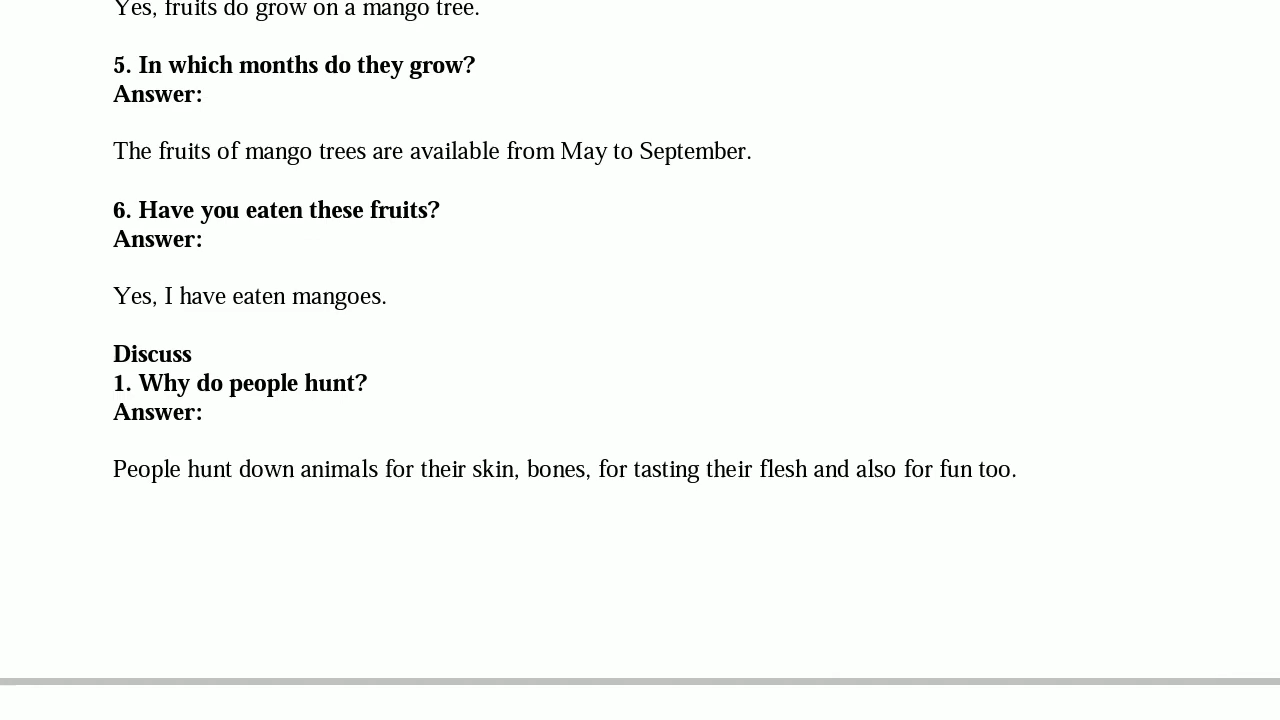 Yes, fruits do grow on a mango tree.
5. In which months do they grow?
Answer:
The fruits of mango trees are available from May to September.
6. Have you eaten these fruits?
Answer:
Yes, I have eaten mangoes.
Discuss
1. Why do people hunt?
Answer:
People hunt down animals for their skin, bones, for tasting their flesh and also for fun too.